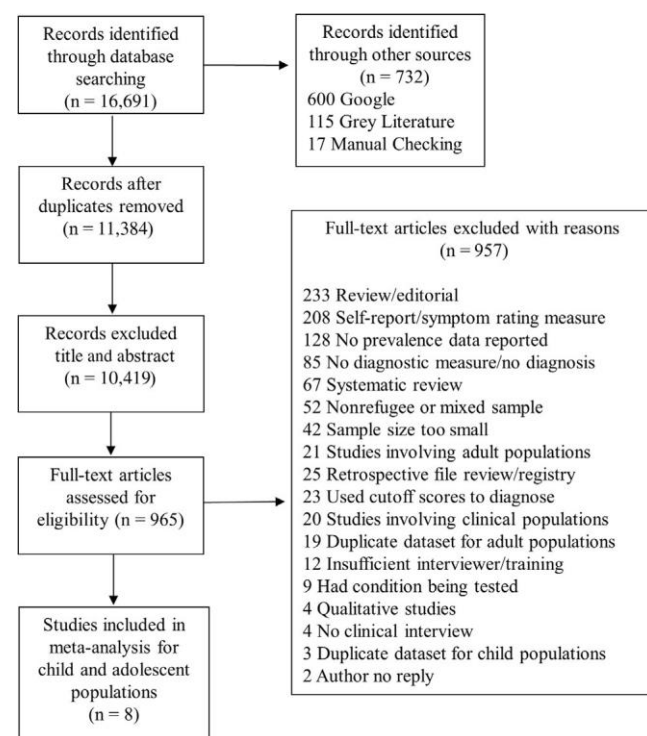 Records identified
through database
searching
(n = 16,691)
Records identified
through other sources
(n = 732)
600 Google
115 Grey Literature
17 Manual Checking
Records after
duplicates removed
(n = 11,384)
Records excluded
title and abstract
(n = 10,419)
Full-text articles
assessed for
eligibility (n = 965)
Full-text articles excluded with reasons
(n = 957)
233 Review/editorial
208 Self-report/symptom rating measure
128 No prevalence data reported
85 No diagnostic measure/no diagnosis
67 Systematic review
52 Nonrefugee or mixed sample
42 Sample size too small
21 Studies involving adult populations
25 Retrospective file review/registry
23 Used cutoff scores to diagnose
20 Studies involving clinical populations
19 Duplicate dataset for adult populations
12 Insufficient interviewer/training
9 Had condition being tested
4 Qualitative studies
4 No clinical interview
3 Duplicate dataset for child populations
2 Author no reply
Studies included in
meta-analysis for
child and adolescent
populations
(n = 8)